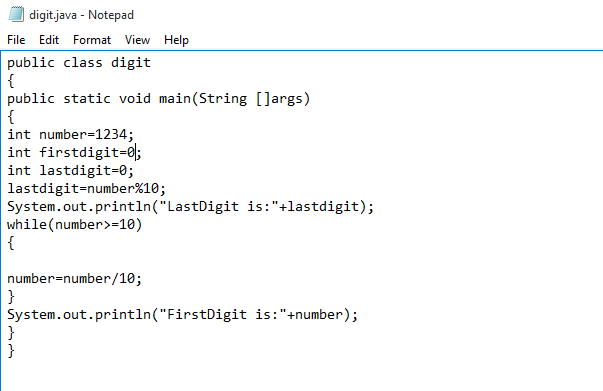 digit.java - Notepad
File Edit Format View Help
public class digit
{
public static void main(String []args)
{
int number=1234;
int firstdigit=0;
int lastdigit=0;
lastdigit=number%10;
System.out.println("LastDigit is:"+lastdigit);
while(number>=10)
{
number=number/10;
}
System.out.println("FirstDigit is:"+number);
}
}